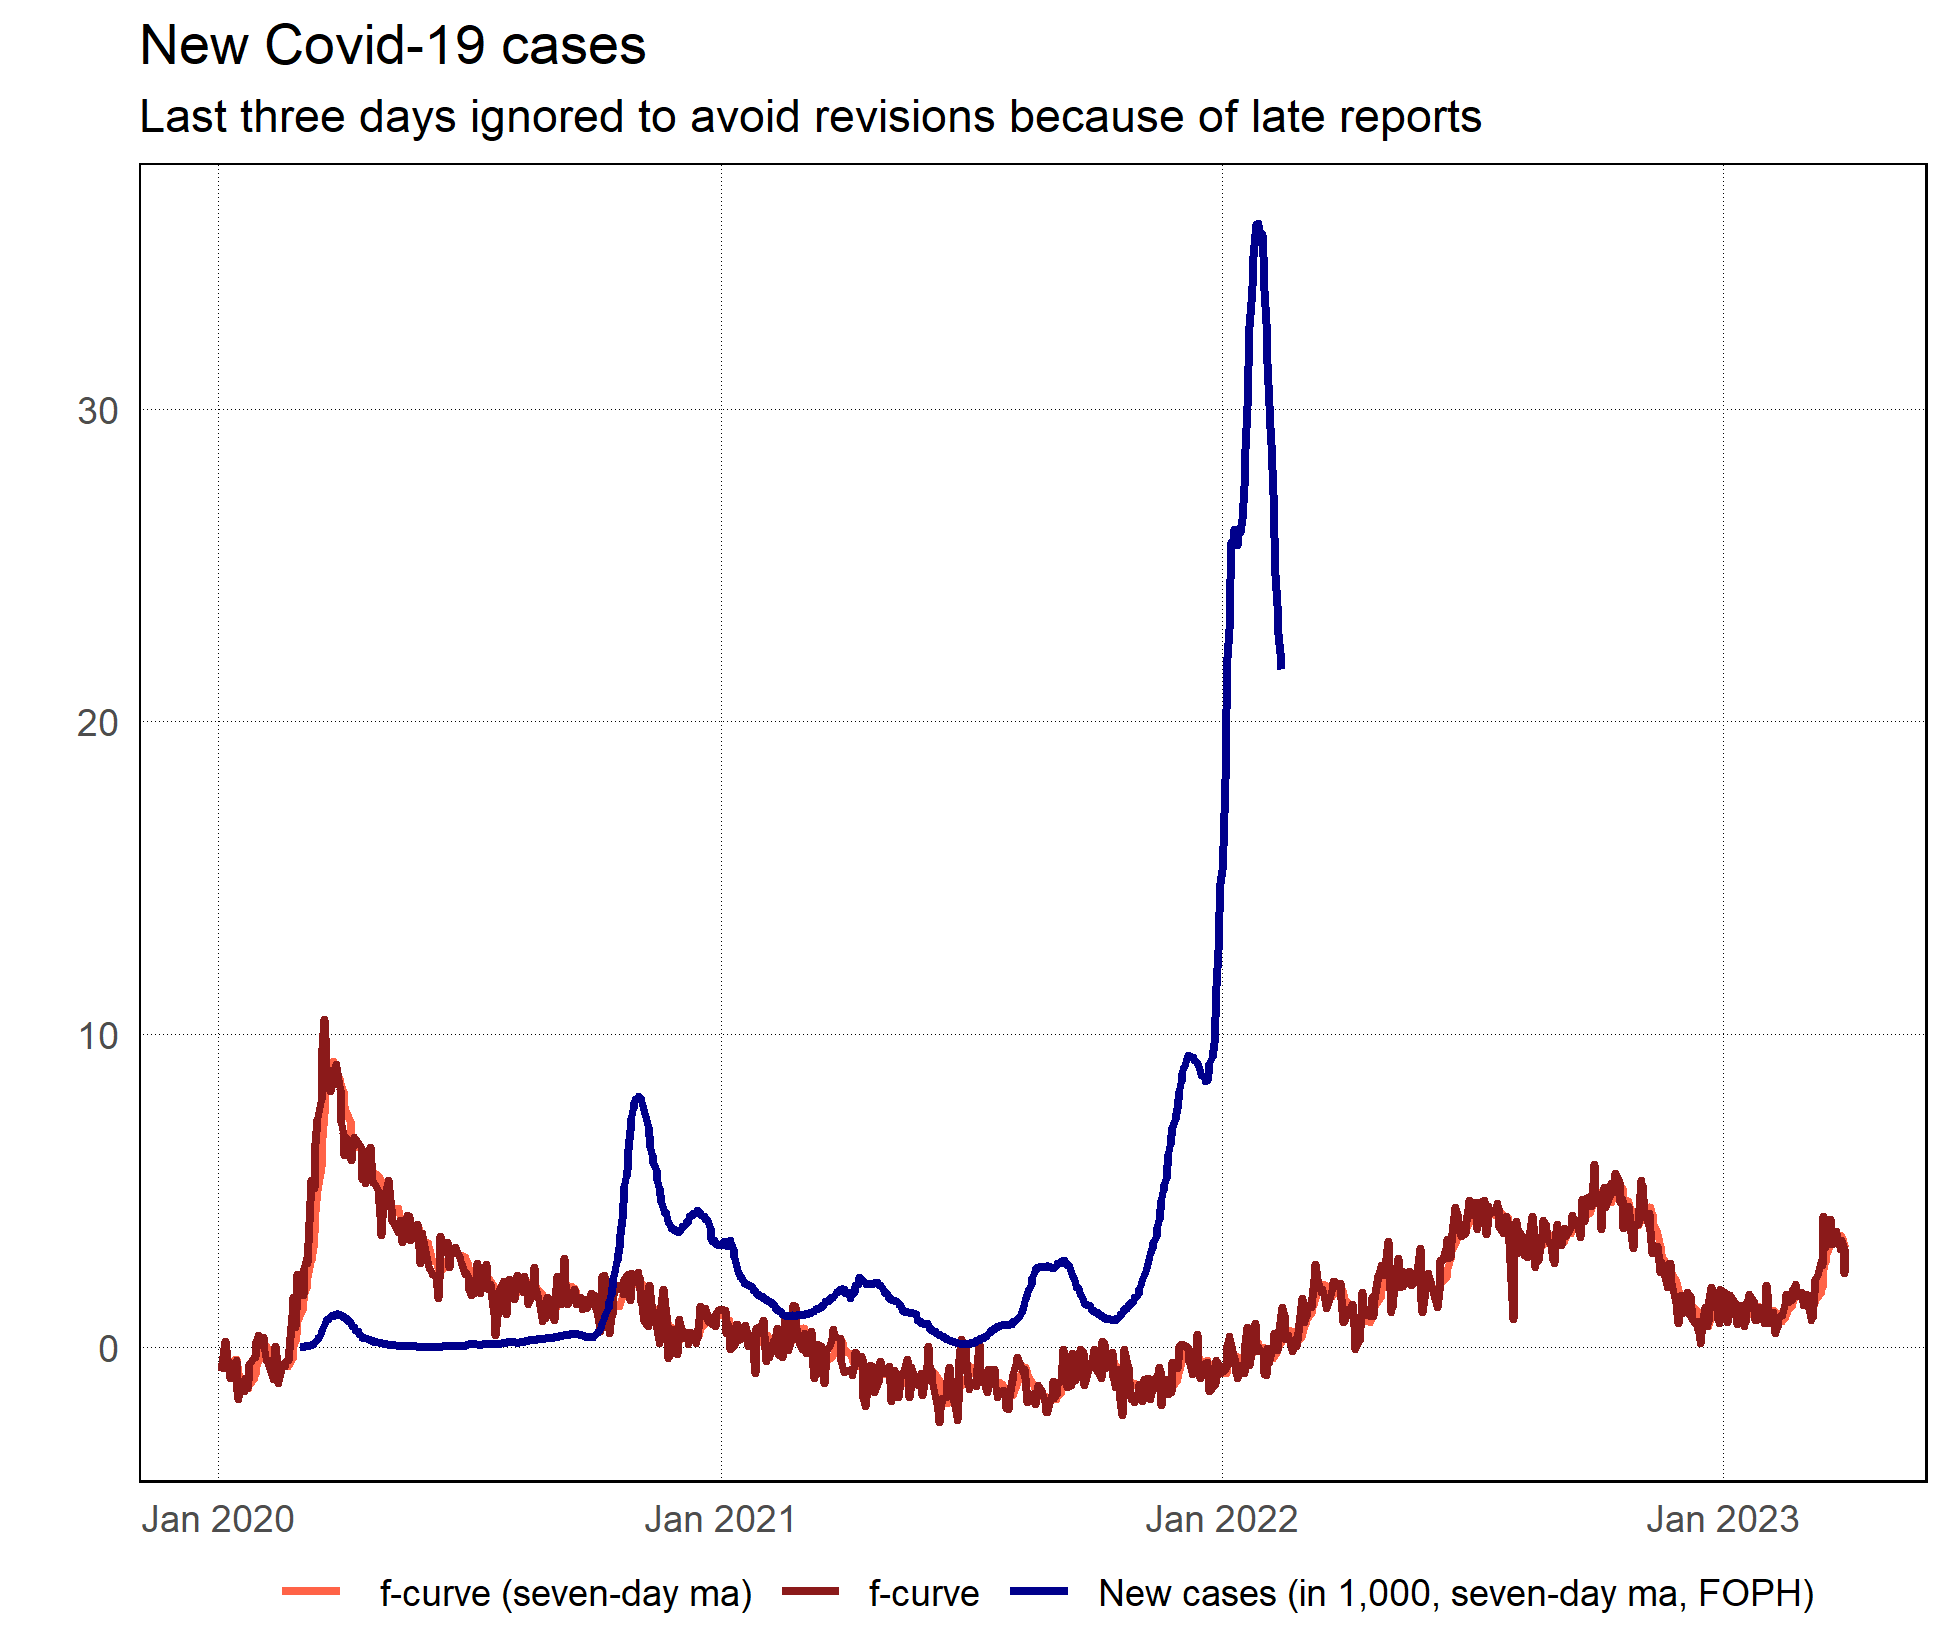 New Covid-19 cases
Last three days ignored to avoid revisions because of late reports
30
20
10
0
Jan 2020 Jan 2021 Jan 2022 Jan 2023
f-curve (seven-day ma) f-curve New cases (in 1,000, seven-day ma, FOPH)